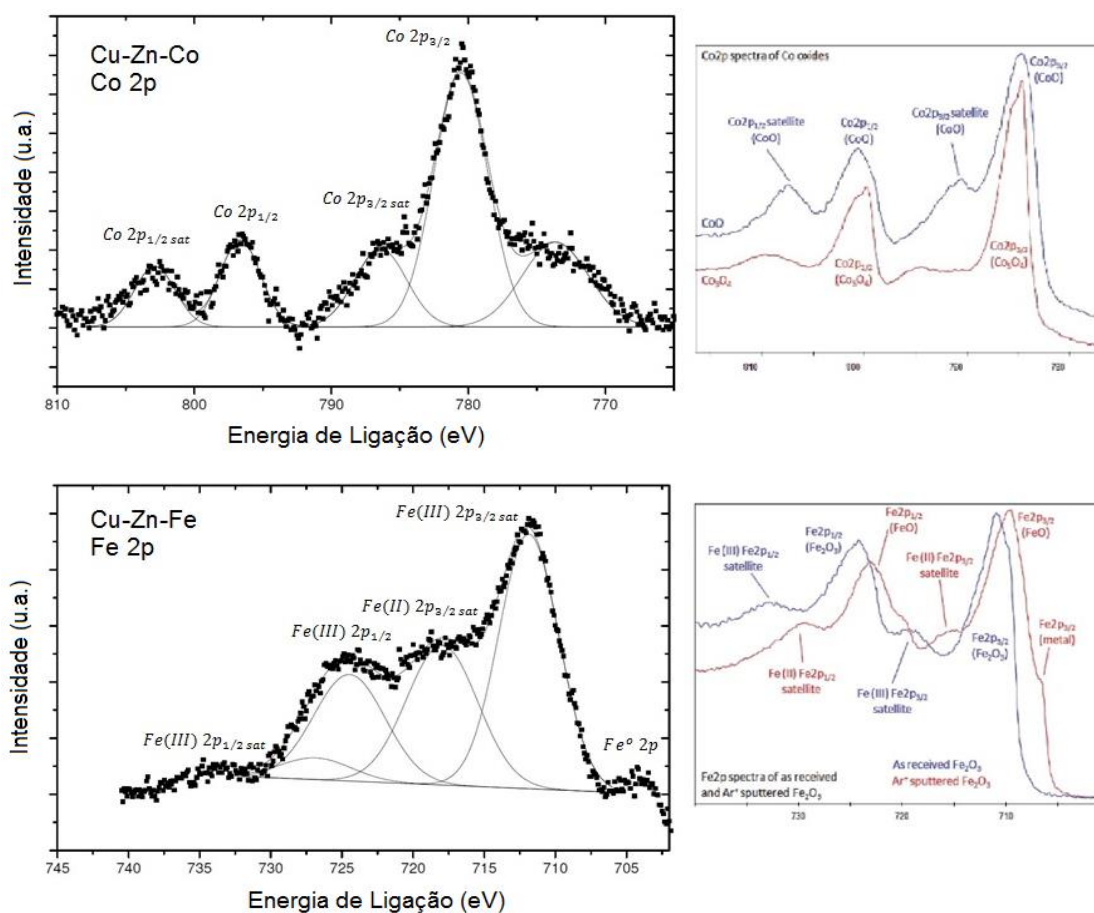 Cu-Zn-Co
Co 2p
Co 2p3/2
Co 2p3/2 sat
Co 2p1/2
Co 2p1/2 sat
Intensidade (u.a.)
810 800 790 780 770
Energia de Ligação (eV)
Co2p spectra of Co oxides
Co2p3/2
(CoO)
Co2p3/2 satellite
(CoO)
Co2p1/2
(CoO)
Co2p1/2 satellite
(CoO)
CoO
Co3O4
Co2p1/2
(Co3O4)
Co2p3/2
(Co3O4)
810 800 790 780
Cu-Zn-Fe
Fe 2p
Fe(III) 2p3/2 sat
Fe(II) 2p3/2 sat
Fe(III) 2p1/2
Fe(III) 2p1/2 sat
Feo 2p
Intensidade (u.a.)
745 740 735 730 725 720 715 710 705
Energia de Ligação (eV)
Fe2p1/2
(FeO)
Fe2p3/2
(FeO)
Fe2p1/2
(Fe2O3)
Fe (II) Fe2p3/2
satellite
Fe (III) Fe2p1/2
satellite
Fe2p3/2
(metal)
Fe2p3/2
(Fe2O3)
Fe (II) Fe2p1/2
satellite
Fe (III) Fe2p3/2
satellite
As received Fe2O3
Ar+ sputtered Fe2O3
Fe2p spectra of as received
and Ar+ sputtered Fe2O3
730 720 710